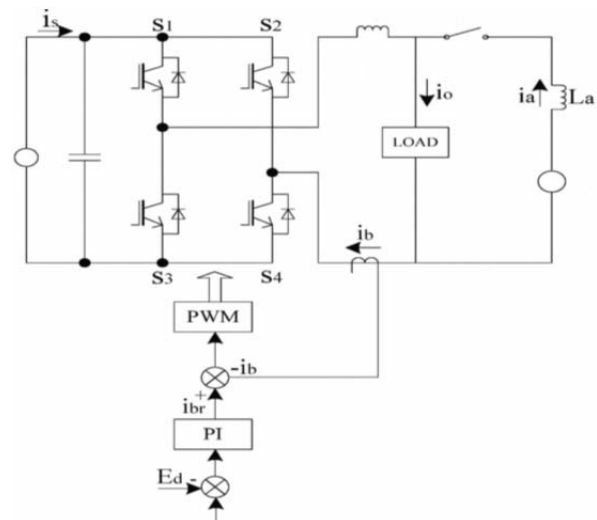 is
S1
S2
io
ia
La
LOAD
ib
S3
S4
PWM
-ib
+
ibr
PI
Ed -